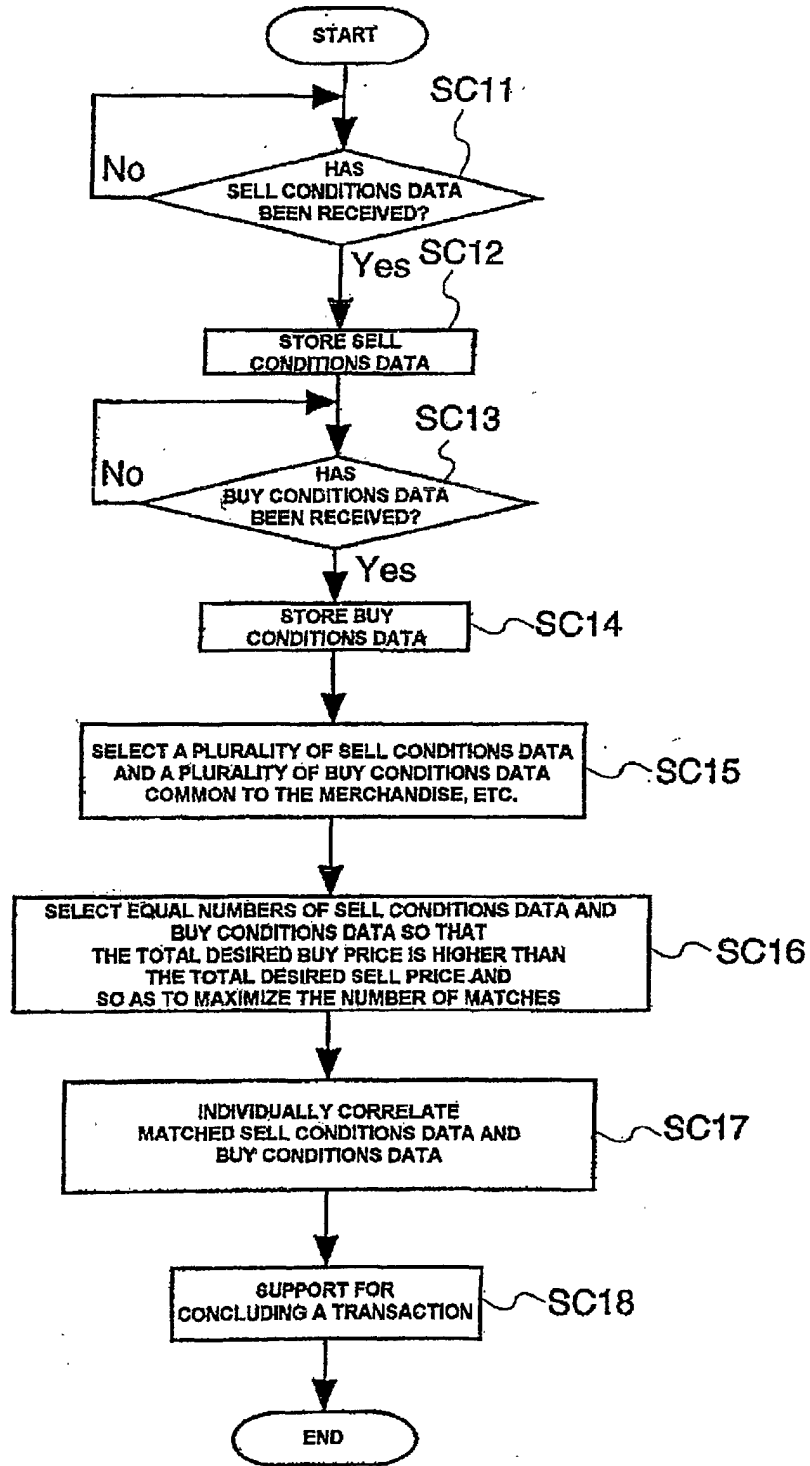 START
SC11
No
HAS
SELL CONDITIONS DATA
BEEN RECEIVED?
Yes
SC12
STORE SELL
CONDITIONS DATA
SC13
No
HAS
BUY CONDITIONS DATA
BEEN RECEIVED?
Yes
STORE BUY
CONDITIONS DATA
SC14
SELECT A PLURALITY OF SELL CONDITIONS DATA
AND A PLURALITY OF BUY CONDITIONS DATA
COMMON TO THE MERCHANDISE, ETC.
SC15
SELECT EQUAL NUMBERS OF SELL CONDITIONS DATA AND
BUY CONDITIONS DATA SO THAT
THE TOTAL DESIRED BUY PRICE IS HIGHER THAN
THE TOTAL DESIRED SELL PRICE AND
SO AS TO MAXIMIZE THE NUMBER OF MATCHES
SC16
INDIVIDUALLY CORRELATE
MATCHED SELL CONDITIONS DATA AND
BUY CONDITIONS DATA
SC17
SUPPORT FOR
CONCLUDING A TRANSACTION
SC18
END